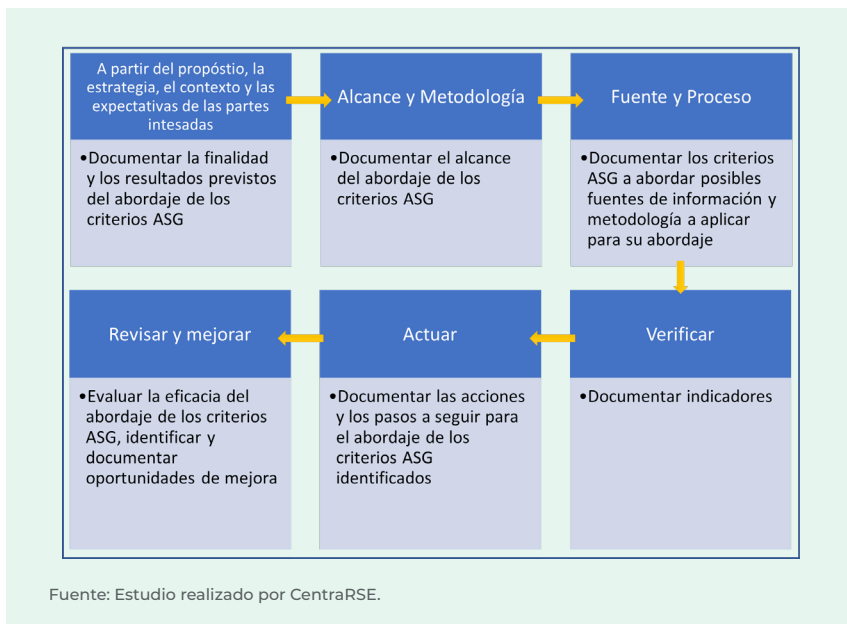 A partir del propóstio, la
estrategia, el contexto y las
expectativas de las partes
intesadas
•Documentar la finalidad
y los resultados previstos
del abordaje de los
criterios ASG
Alcance y Metodología
•Documentar el alcance
del abordaje de los
criterios ASG
Fuente y Proceso
•Documentar los criterios
ASG a abordar posibles
fuentes de información y
metodología a aplicar
para su abordaje
Verificar
•Documentar indicadores
Actuar
•Documentar las acciones
y los pasos a seguir para
el abordaje de los
criterios ASG
identificados
Revisar y mejorar
•Evaluar la eficacia del
abordaje de los criterios
ASG, identificar y
documentar
oportunidades de mejora
Fuente: Estudio realizado por CentraRSE.